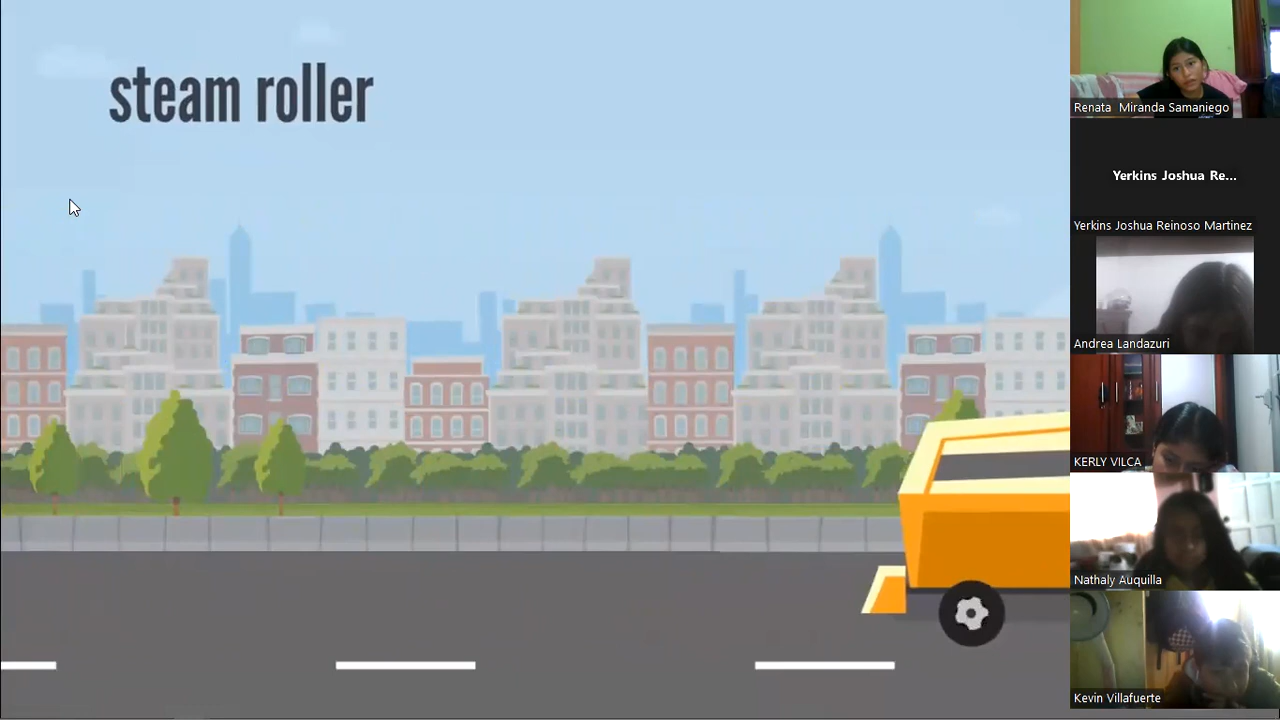 steam roller
Renata Miranda Samaniego
Yerkins Joshua Re...
Yerkins Joshua Reinoso Martinez
Andrea Landazuri
KERLY VILCA
Nathaly Auquilla
Kevin Villafuerte